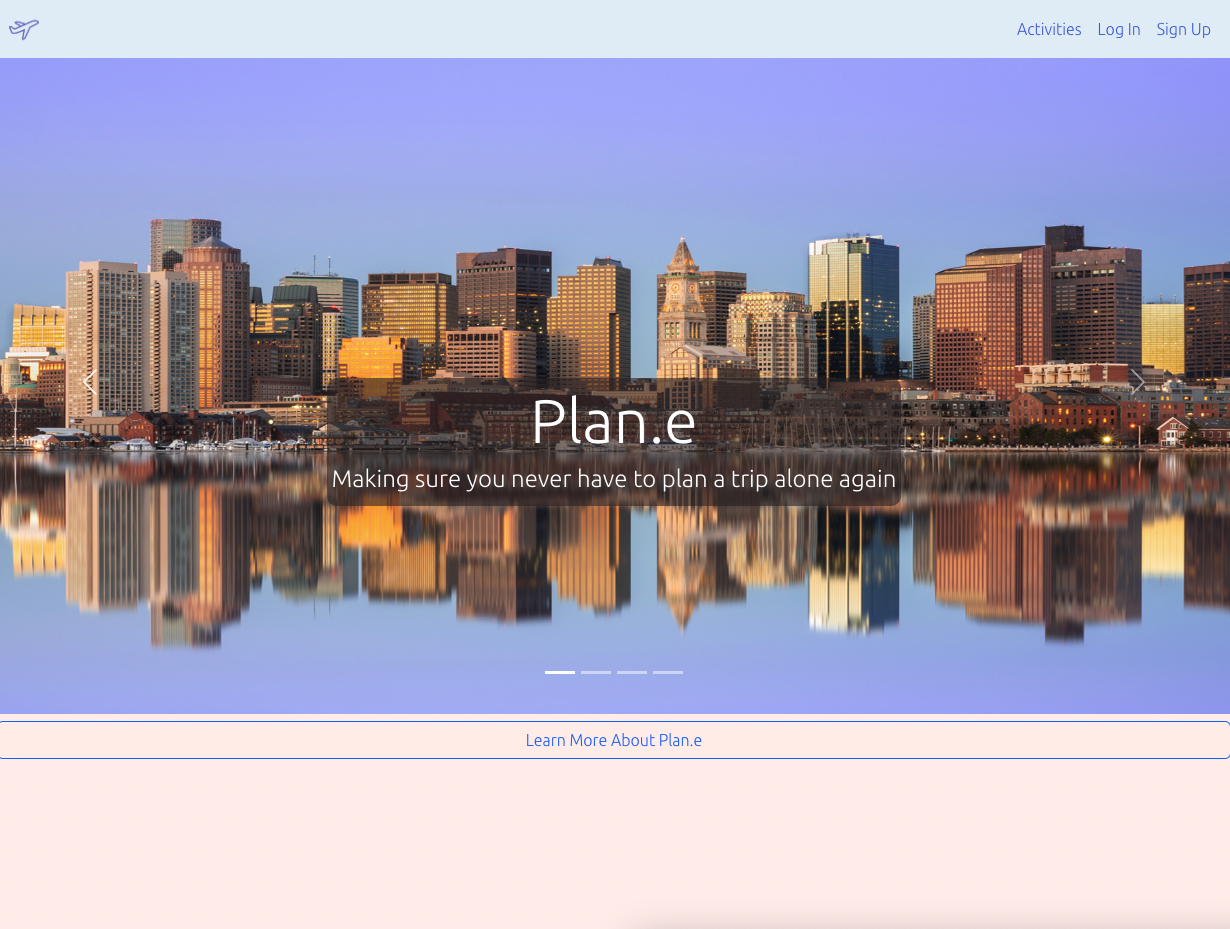 Activities Log In Sign Up
Plan.e
Making sure you never have to plan a trip alone again
Learn More About Plan.e